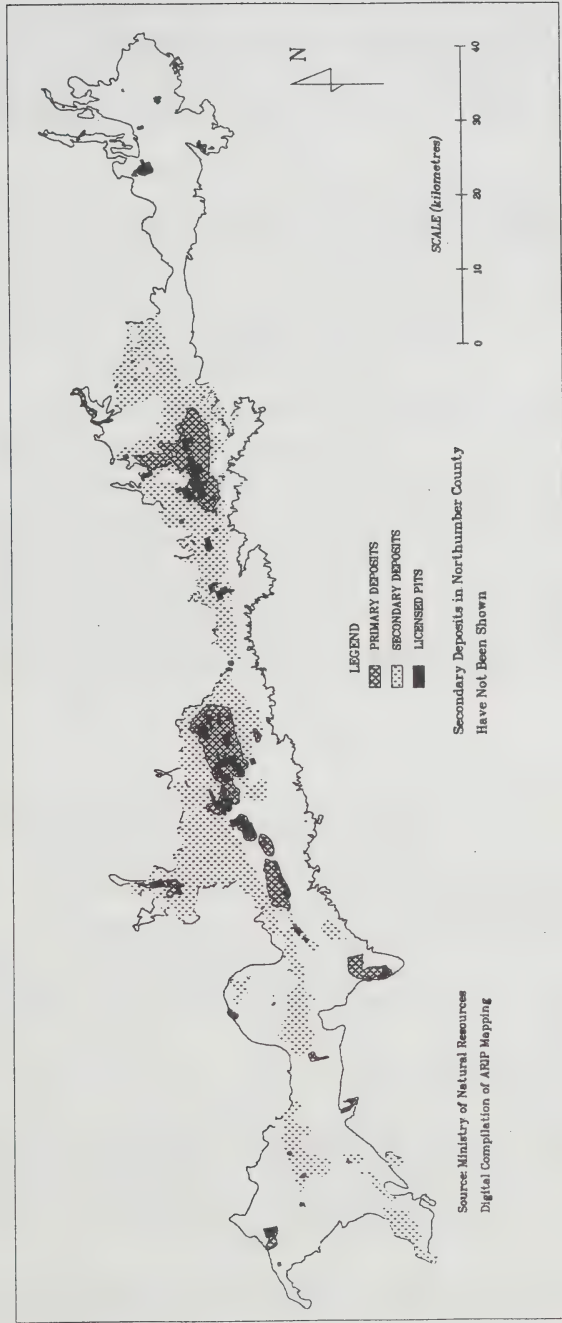 N
SCALE (kilometres)
0 10 20 30 40
LEGEND
PRIMARY DEPOSITS
SECONDARY DEPOSITS
LICENSED PITS
Secondary Deposits in Northumber County
Have Not Been Shown
Source: Ministry of Natural Resources
Digital Compilation of ARIP Mapping